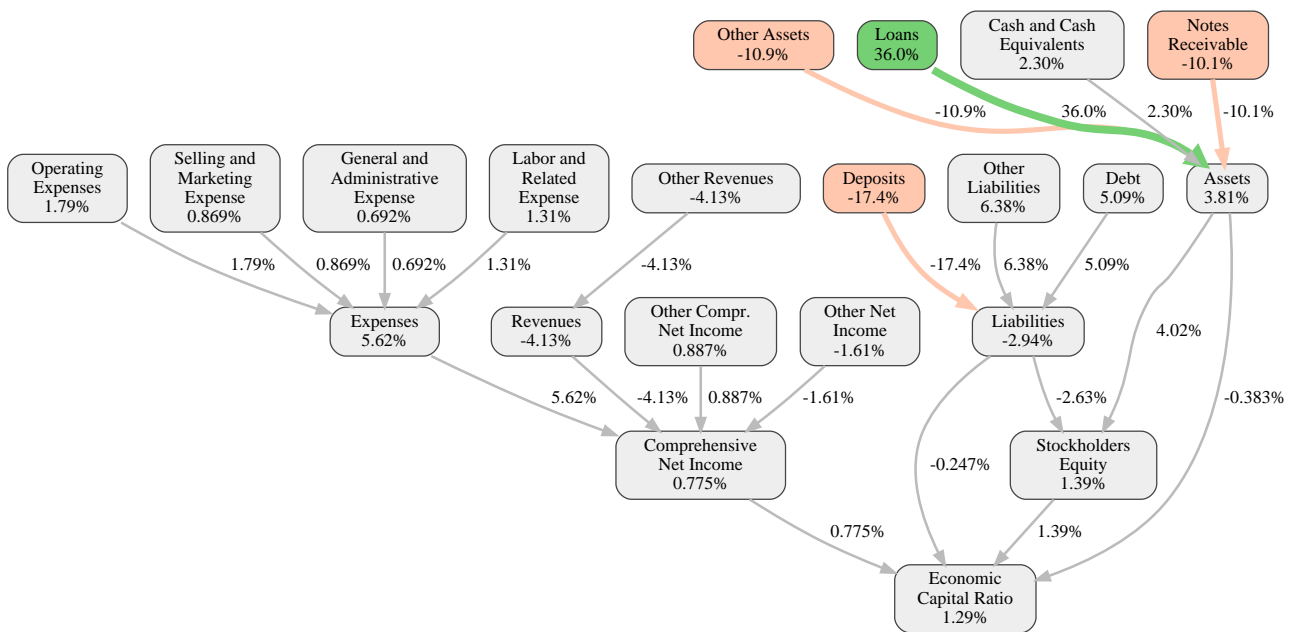 Other Assets
-10.9%
Loans
36.0%
Cash and Cash
Equivalents
2.30%
Notes
Receivable
-10.1%
-10.9%
36.0%
2.30%
-10.1%
Operating
Expenses
1.79%
Selling and
Marketing
Expense
0.869%
General and
Administrative
Expense
0.692%
Labor and
Related
Expense
1.31%
Other Revenues
-4.13%
Deposits
-17.4%
Other
Liabilities
6.38%
Debt
5.09%
Assets
3.81%
1.79%
0.869%
0.692%
1.31%
-4.13%
-17.4%
6.38%
5.09%
Expenses
5.62%
Revenues
-4.13%
Other Compr.
Net Income
0.887%
Other Net
Income
-1.61%
Liabilities
-2.94%
4.02%
5.62%
-4.13%
0.887%
-1.61%
-2.63%
-0.383%
Comprehensive
Net Income
0.775%
-0.247%
Stockholders
Equity
1.39%
0.775%
1.39%
Economic
Capital Ratio
1.29%